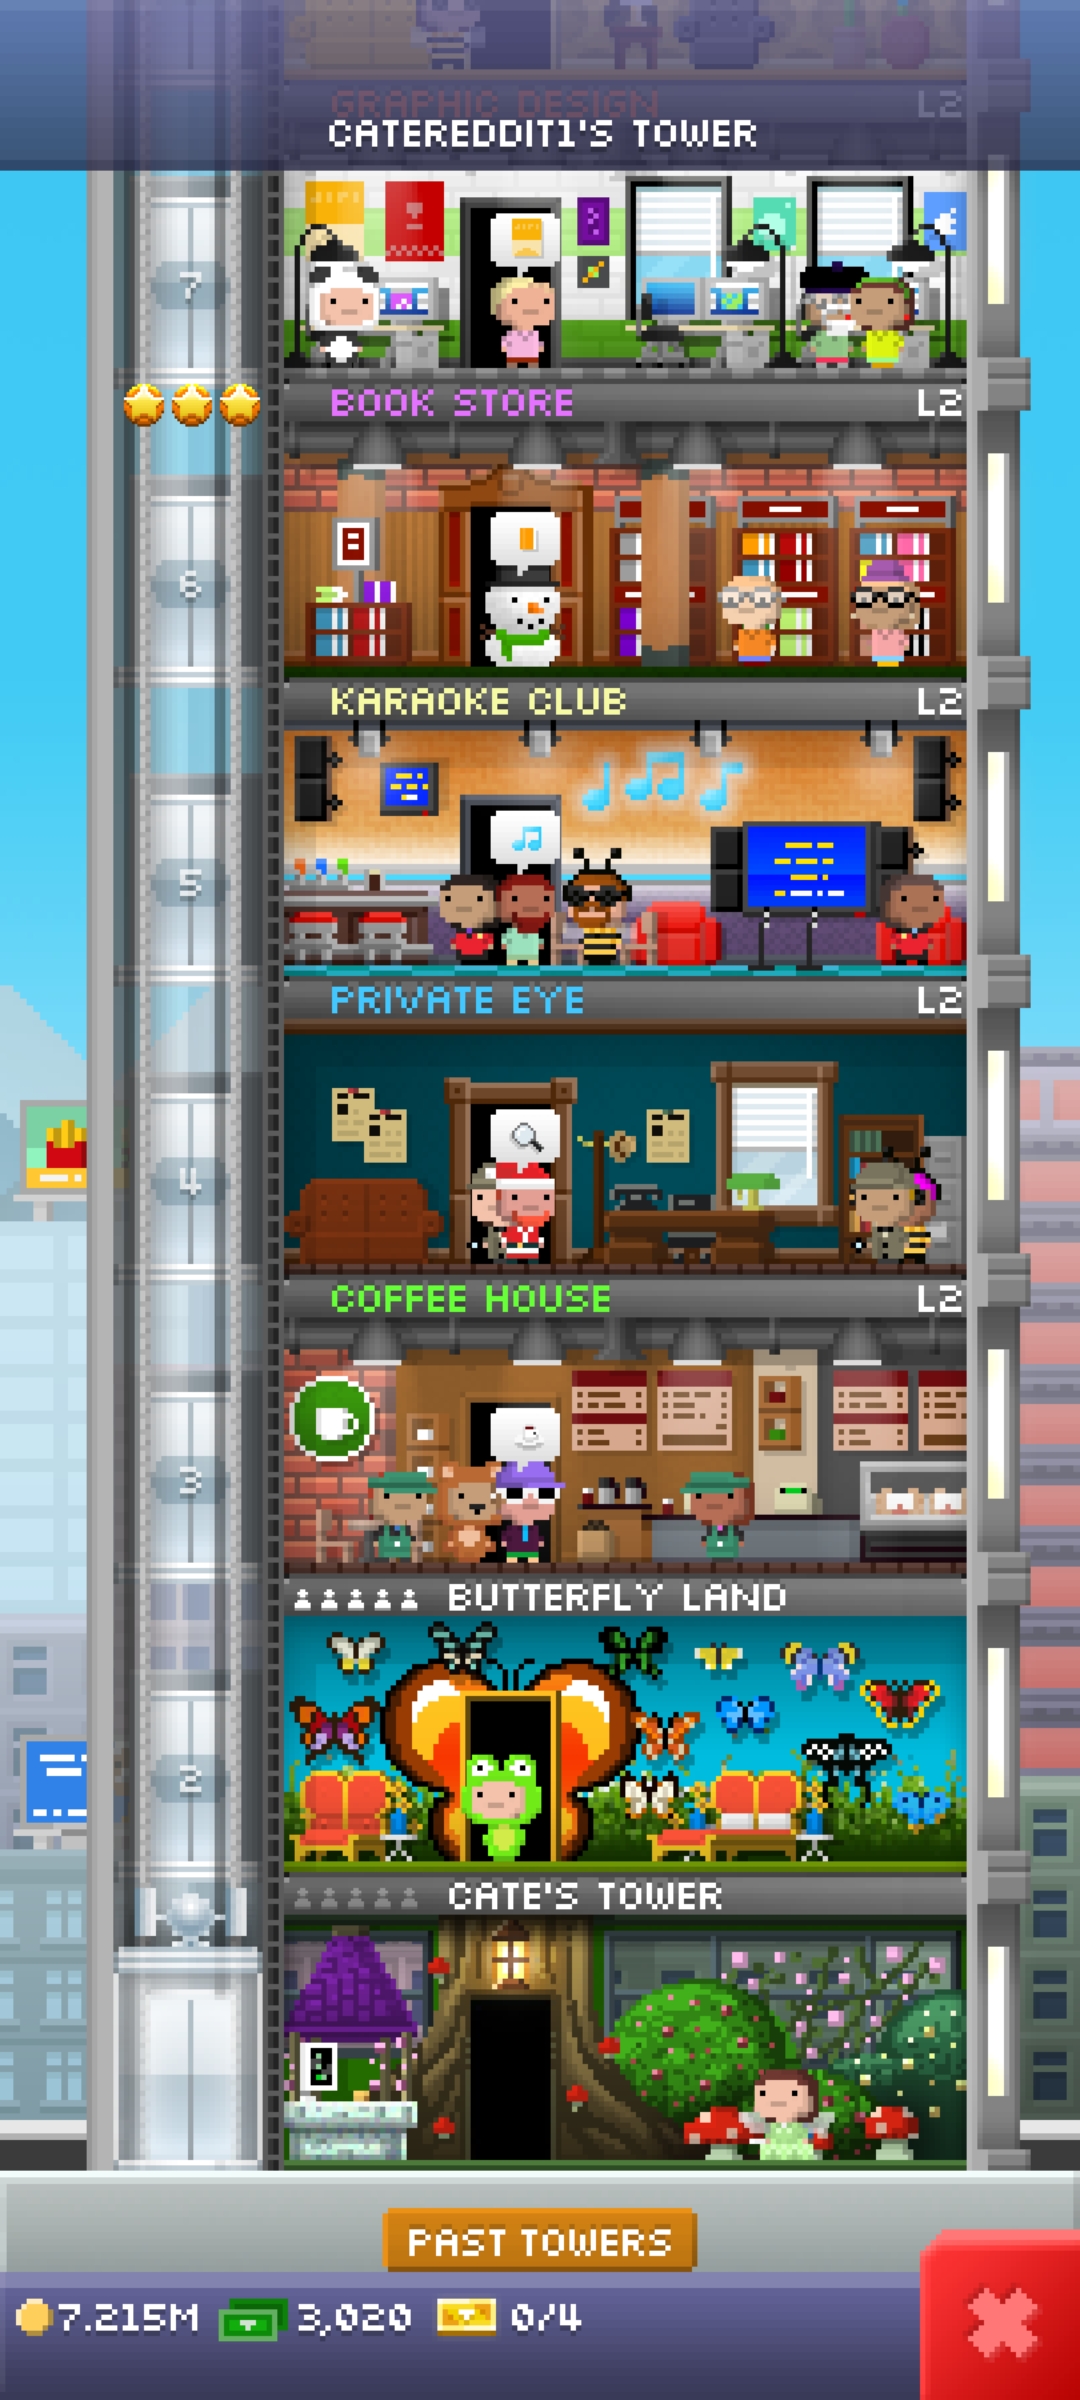 GRAPHIC DESIGN L2
CATEREDDIT1'S TOWER
7
BOOK STORE L2
6
KARAOKE CLUB L2
5
PRIVATE EYE L2
4
COFFEE HOUSE L2
3
BUTTERFLY LAND
2
CATE'S TOWER
PAST TOWERS
7.215M 3,020 0/4